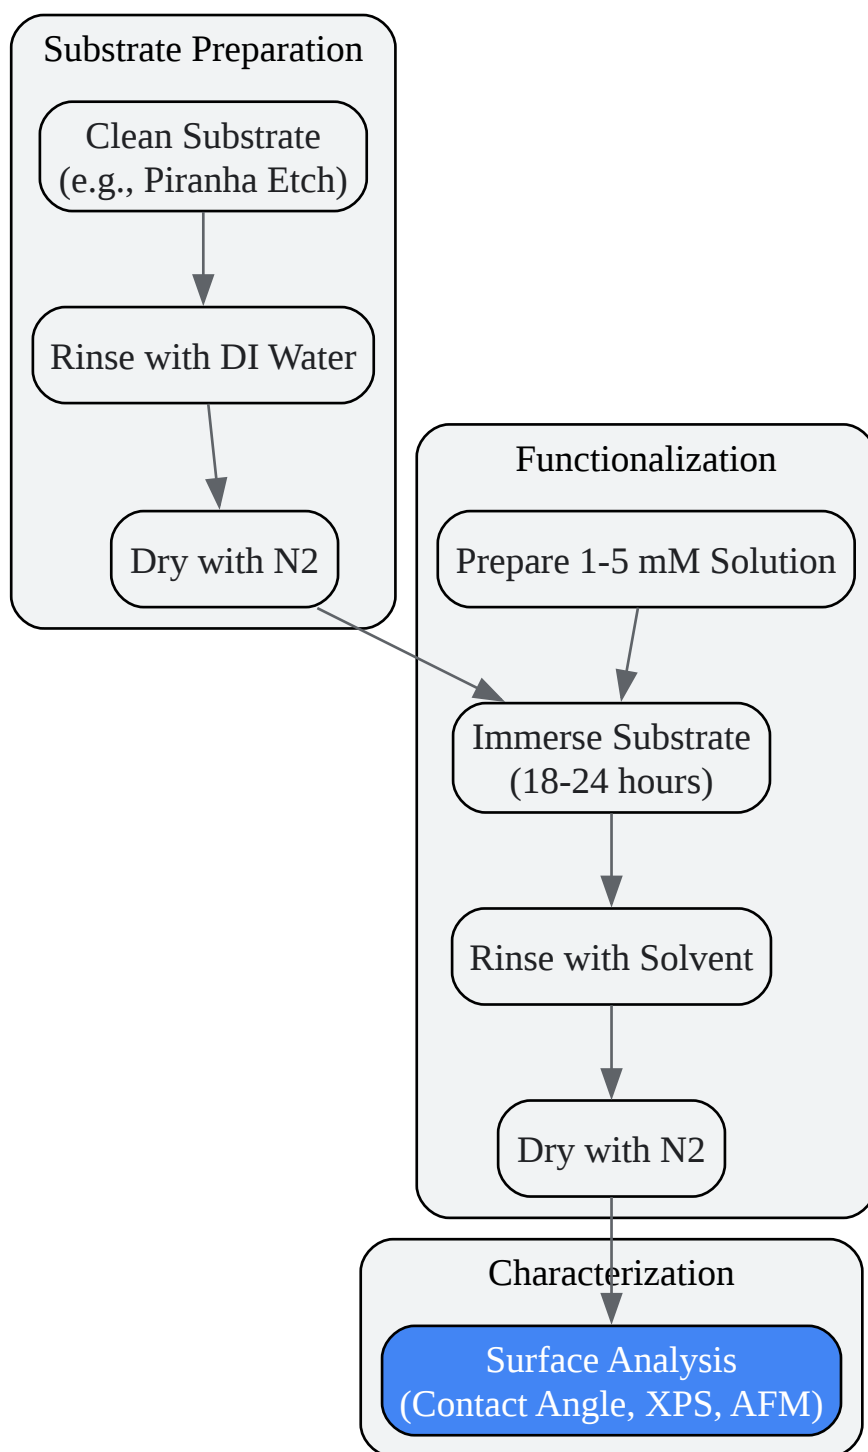 Substrate Preparation
Clean Substrate
(e.g., Piranha Etch)
Rinse with DI Water
Dry with N2
Functionalization
Prepare 1-5 mM Solution
Immerse Substrate
(18-24 hours)
Rinse with Solvent
Dry with N2
Characterization
Surface Analysis
(Contact Angle, XPS, AFM)